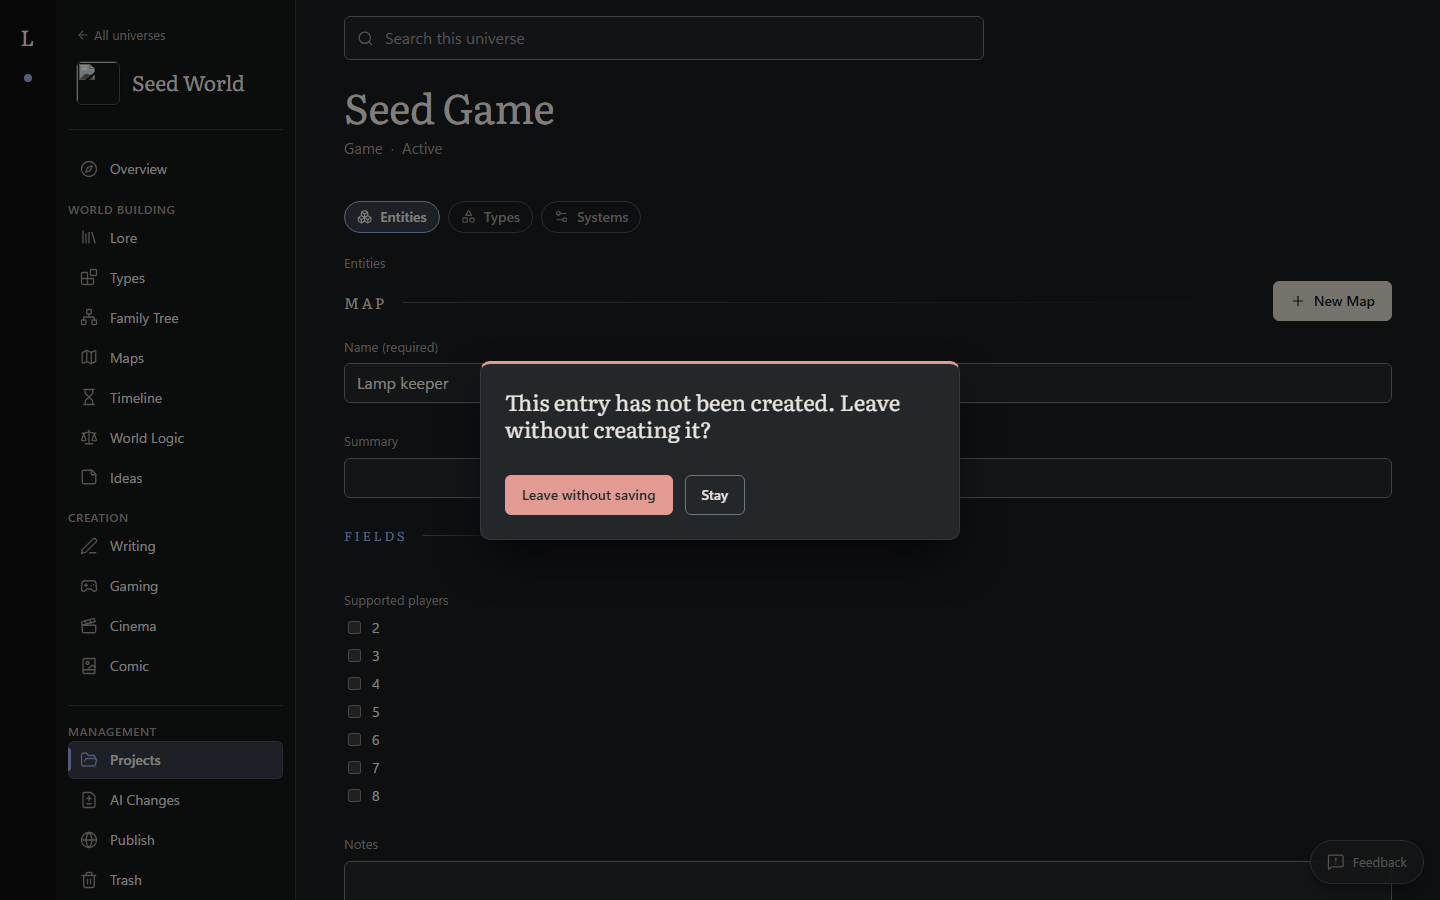 L
All universes
Seed World
Overview
WORLD BUILDING
Lore
Types
Family Tree
Maps
Timeline
World Logic
Ideas
CREATION
Writing
Gaming
Cinema
Comic
MANAGEMENT
Projects
AI Changes
Publish
Trash
Search this universe
Seed Game
Game · Active
Entities Types Systems
Entities
MAP
New Map
Name (required)
Lamp keeper
Summary
This entry has not been created. Leave
without creating it?
Leave without saving Stay
FIELDS
Supported players
2
3
4
5
6
7
8
Notes
Feedback